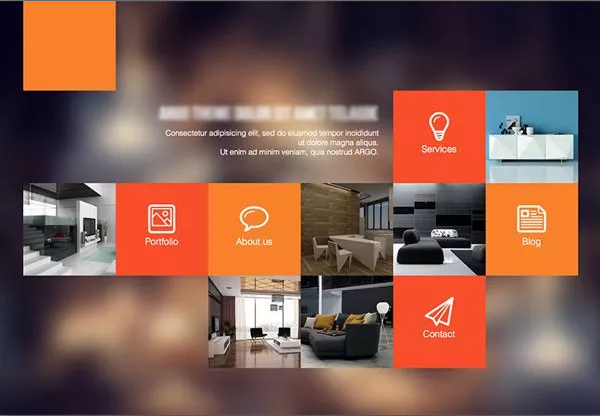 Consectetur adipisicing elit, sed do eiusmod tempor incididunt
ut dolore magna aliqua.
Ut enim ad minim veniam, quis nostrud ARGO.
Services
Portfolio
About us
Blog
Contact